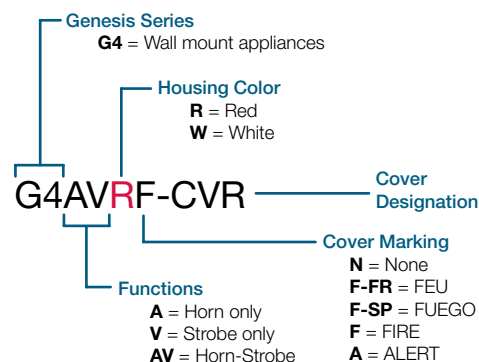 Genesis Series
G4 = Wall mount appliances
Housing Color
R = Red
W = White
G4AVRF-CVR
Cover
Designation
Cover Marking
N = None
F-FR = FEU
F-SP = FUEGO
F = FIRE
A = ALERT
Functions
A = Horn only
V = Strobe only
AV = Horn-Strobe